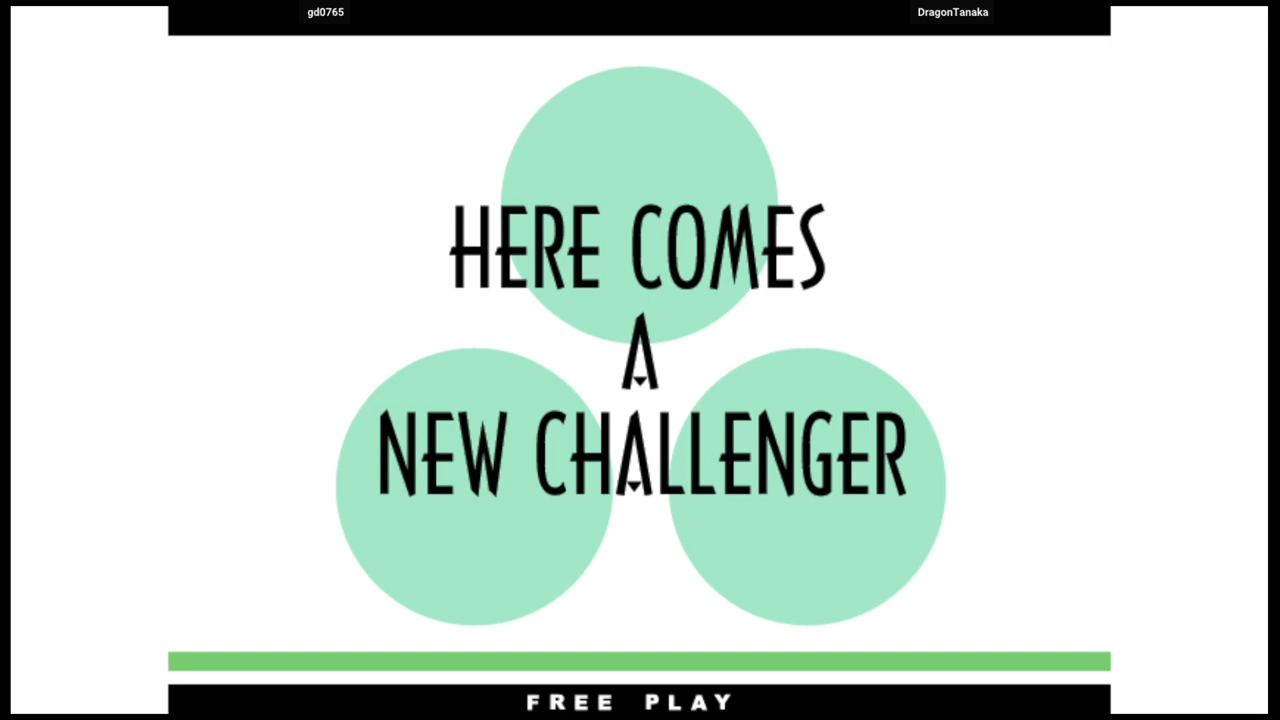 gd0765 DragonTanaka
HERE COMES
A
NEW CHALLENGER
FREE PLAY